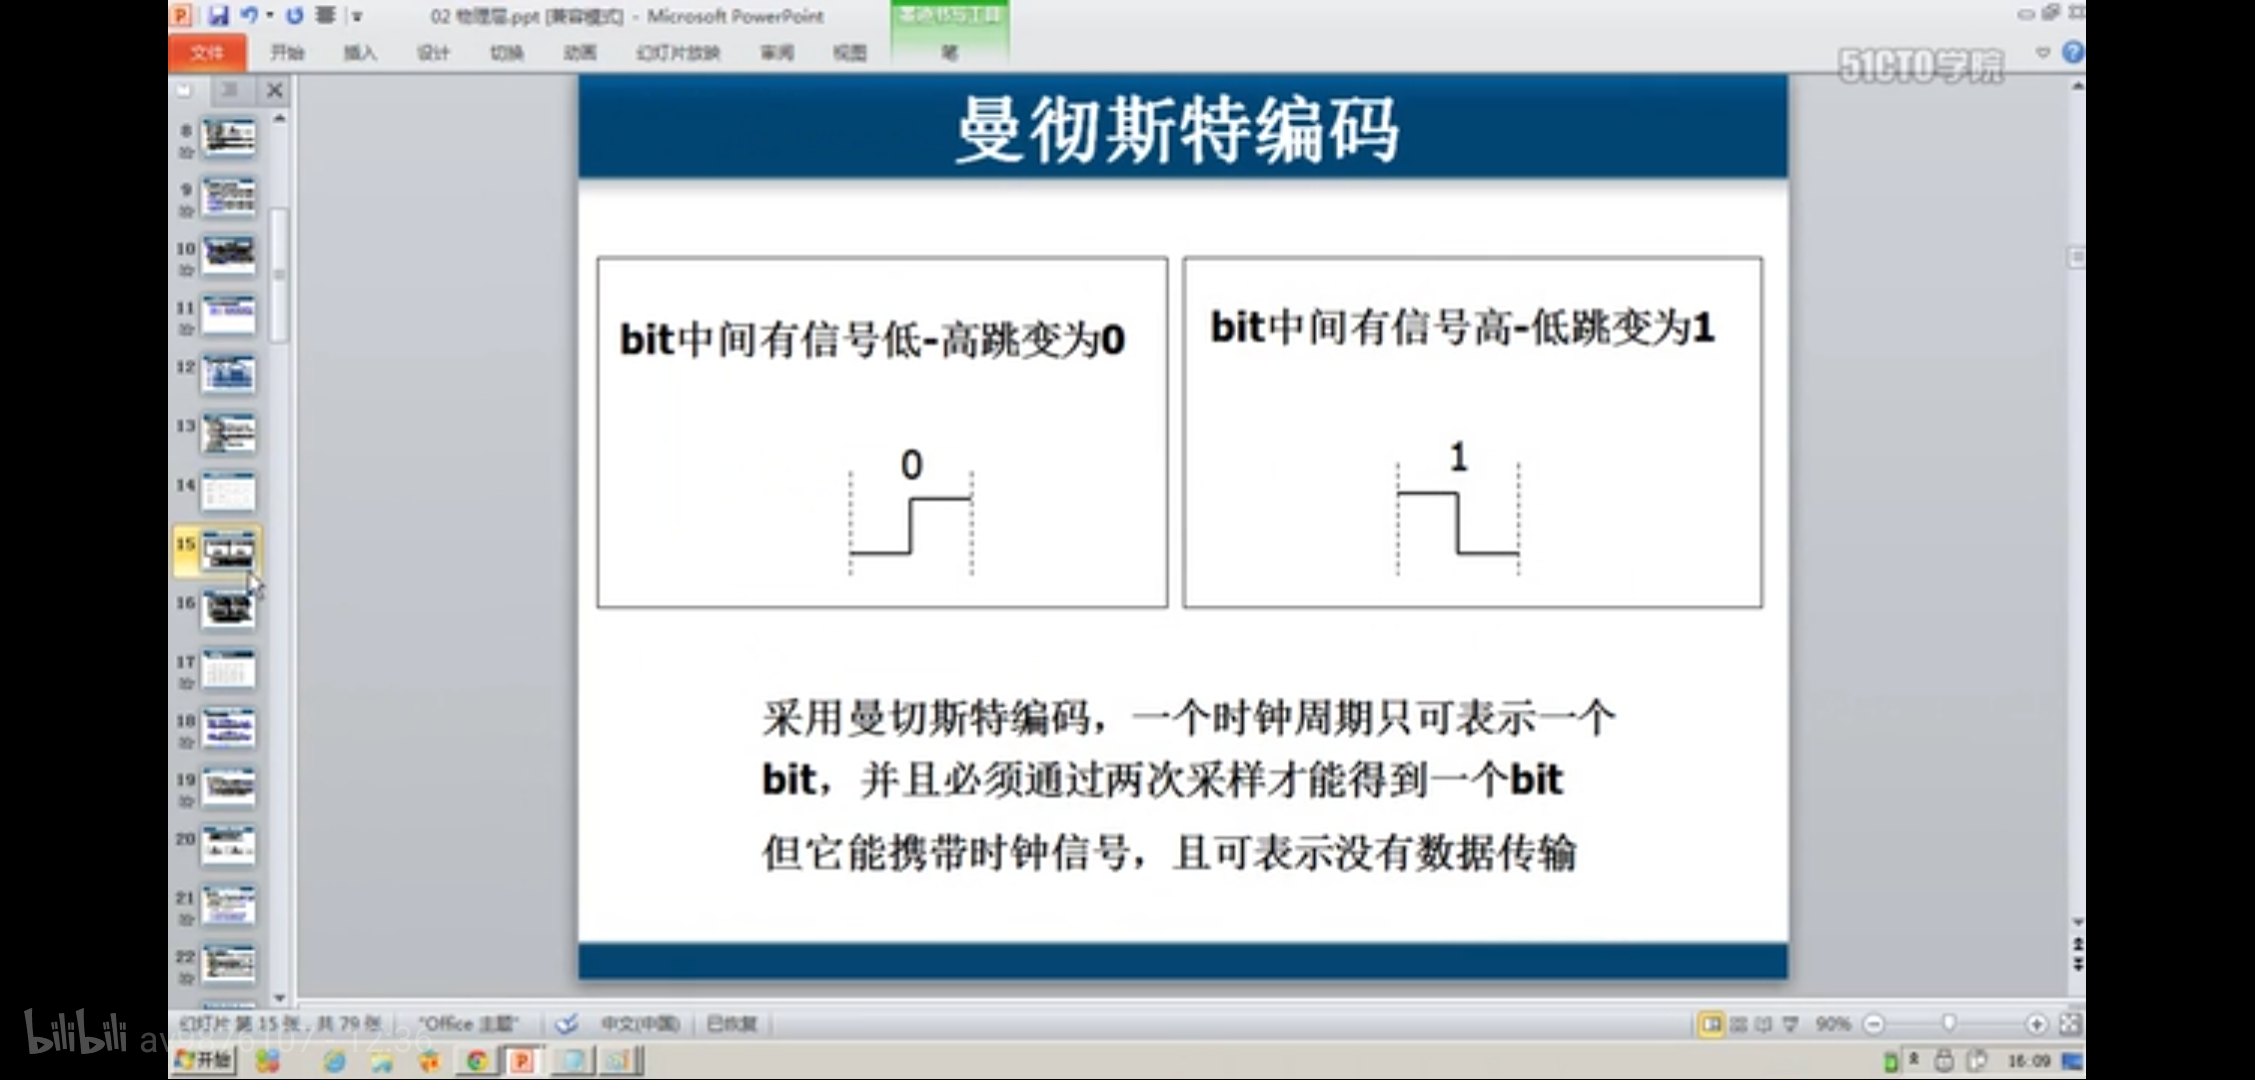 02 物理层.ppt [兼容模式] - Microsoft PowerPoint
墨迹书写工具
文件 开始 插入 设计 切换 动画 幻灯片放映 审阅 视图 笔
51CTO学院
8
9
10
11
12
13
14
15
16
17
18
19
20
21
22
曼彻斯特编码
bit中间有信号低-高跳变为0
0
bit中间有信号高-低跳变为1
1
采用曼切斯特编码，一个时钟周期只可表示一个
bit，并且必须通过两次采样才能得到一个bit
但它能携带时钟信号，且可表示没有数据传输
幻灯片 第 15 张，共 79 张 "Office 主题" 中文(中国) 已恢复 90%
bilibili
开始 16:09